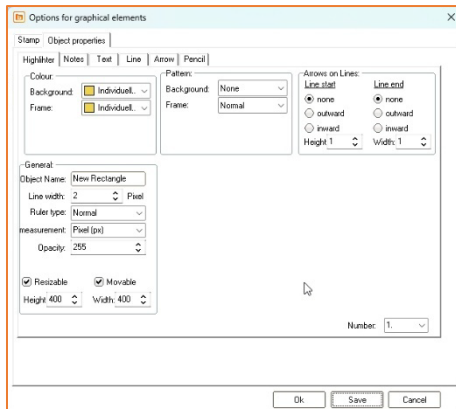 Options for graphical elements
Stamp Object properties
Highlihter Notes Text Line Arrow Pencil
Colour:
Background: Individuell..
Frame: Individuell..
Pattern:
Background: None
Frame: Normal
Arrows on Lines:
Line start Line end
none none
outward outward
inward inward
Height 1 Width: 1
General:
Object Name: New Rectangle
Line width: 2 Pixel
Ruler type: Normal
measurement: Pixel (px)
Opacity: 255
Resizable Movable
Height 400 Width: 400
Number: 1.
Ok Save Cancel